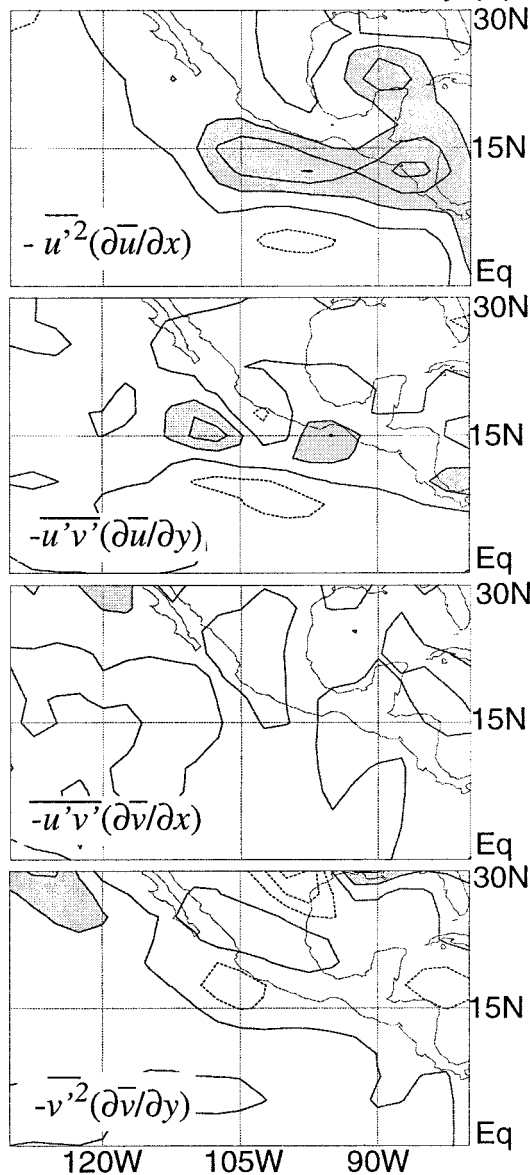 30N
15N
- u'²(∂u̅/∂x)
Eq
30N
15N
-u'v'(∂u̅/∂y)
Eq
30N
15N
-u'v'(∂v̅/∂x)
Eq
30N
15N
-v'²(∂v̅/∂y)
Eq
120W 105W 90W